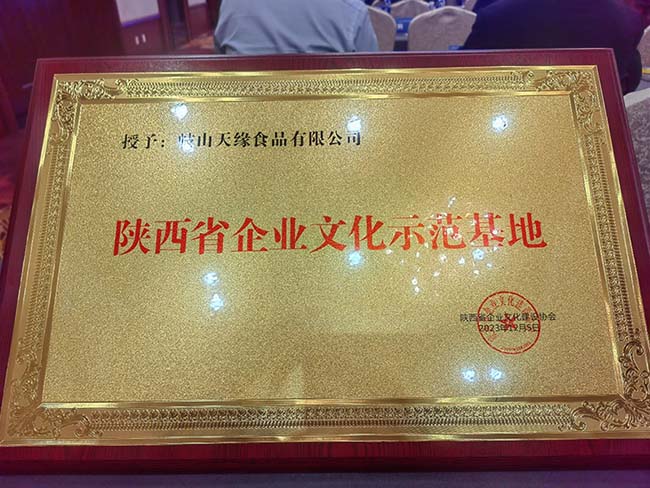 授予：岐山天缘食品有限公司
陕西省企业文化示范基地
陕西省企业文化建设协会
2023年12月5日